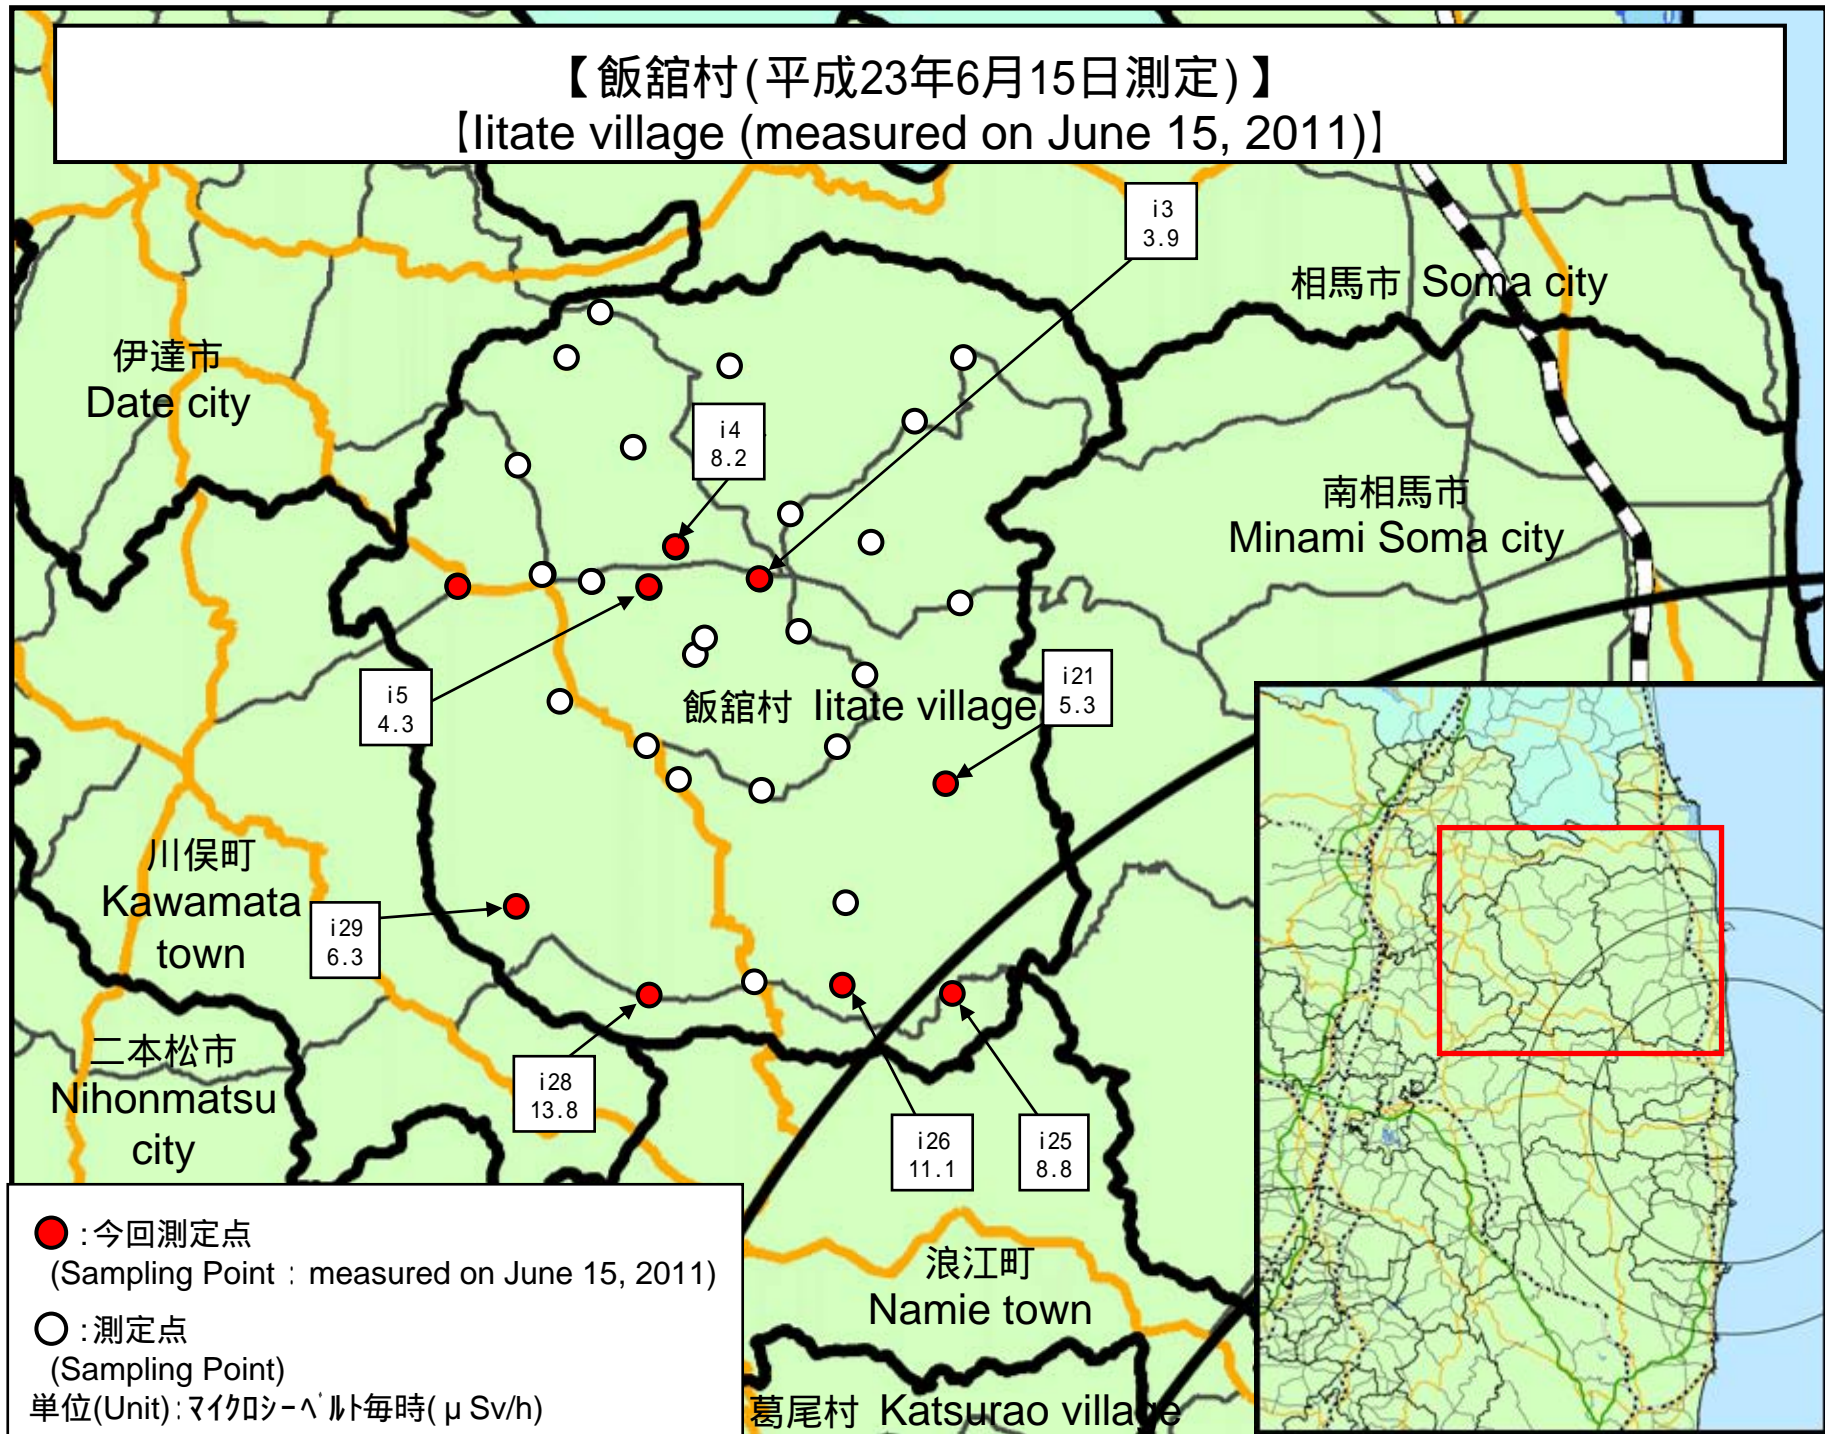 【飯舘村(平成23年6月15日測定)】
【Iitate village (measured on June 15, 2011)】
i3
3.9
相馬市 Soma city
伊達市
Date city
i4
8.2
南相馬市
Minami Soma city
i5
4.3
飯舘村 Iitate village
i21
5.3
川俣町
Kawamata
town
i29
6.3
二本松市
Nihonmatsu
city
i28
13.8
i26
11.1
i25
8.8
浪江町
Namie town
葛尾村 Katsurao village
:今回測定点
(Sampling Point : measured on June 15, 2011)
:測定点
(Sampling Point)
単位(Unit):マイクロシーベルト毎時(μSv/h)